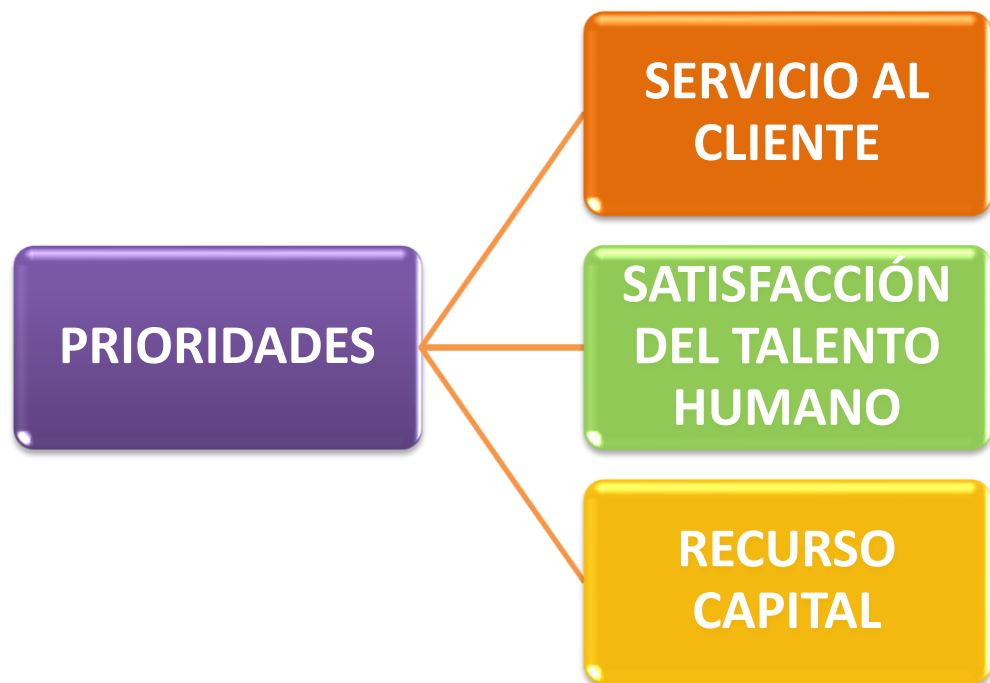 PRIORIDADES
SERVICIO AL
CLIENTE
SATISFACCIÓN
DEL TALENTO
HUMANO
RECURSO
CAPITAL